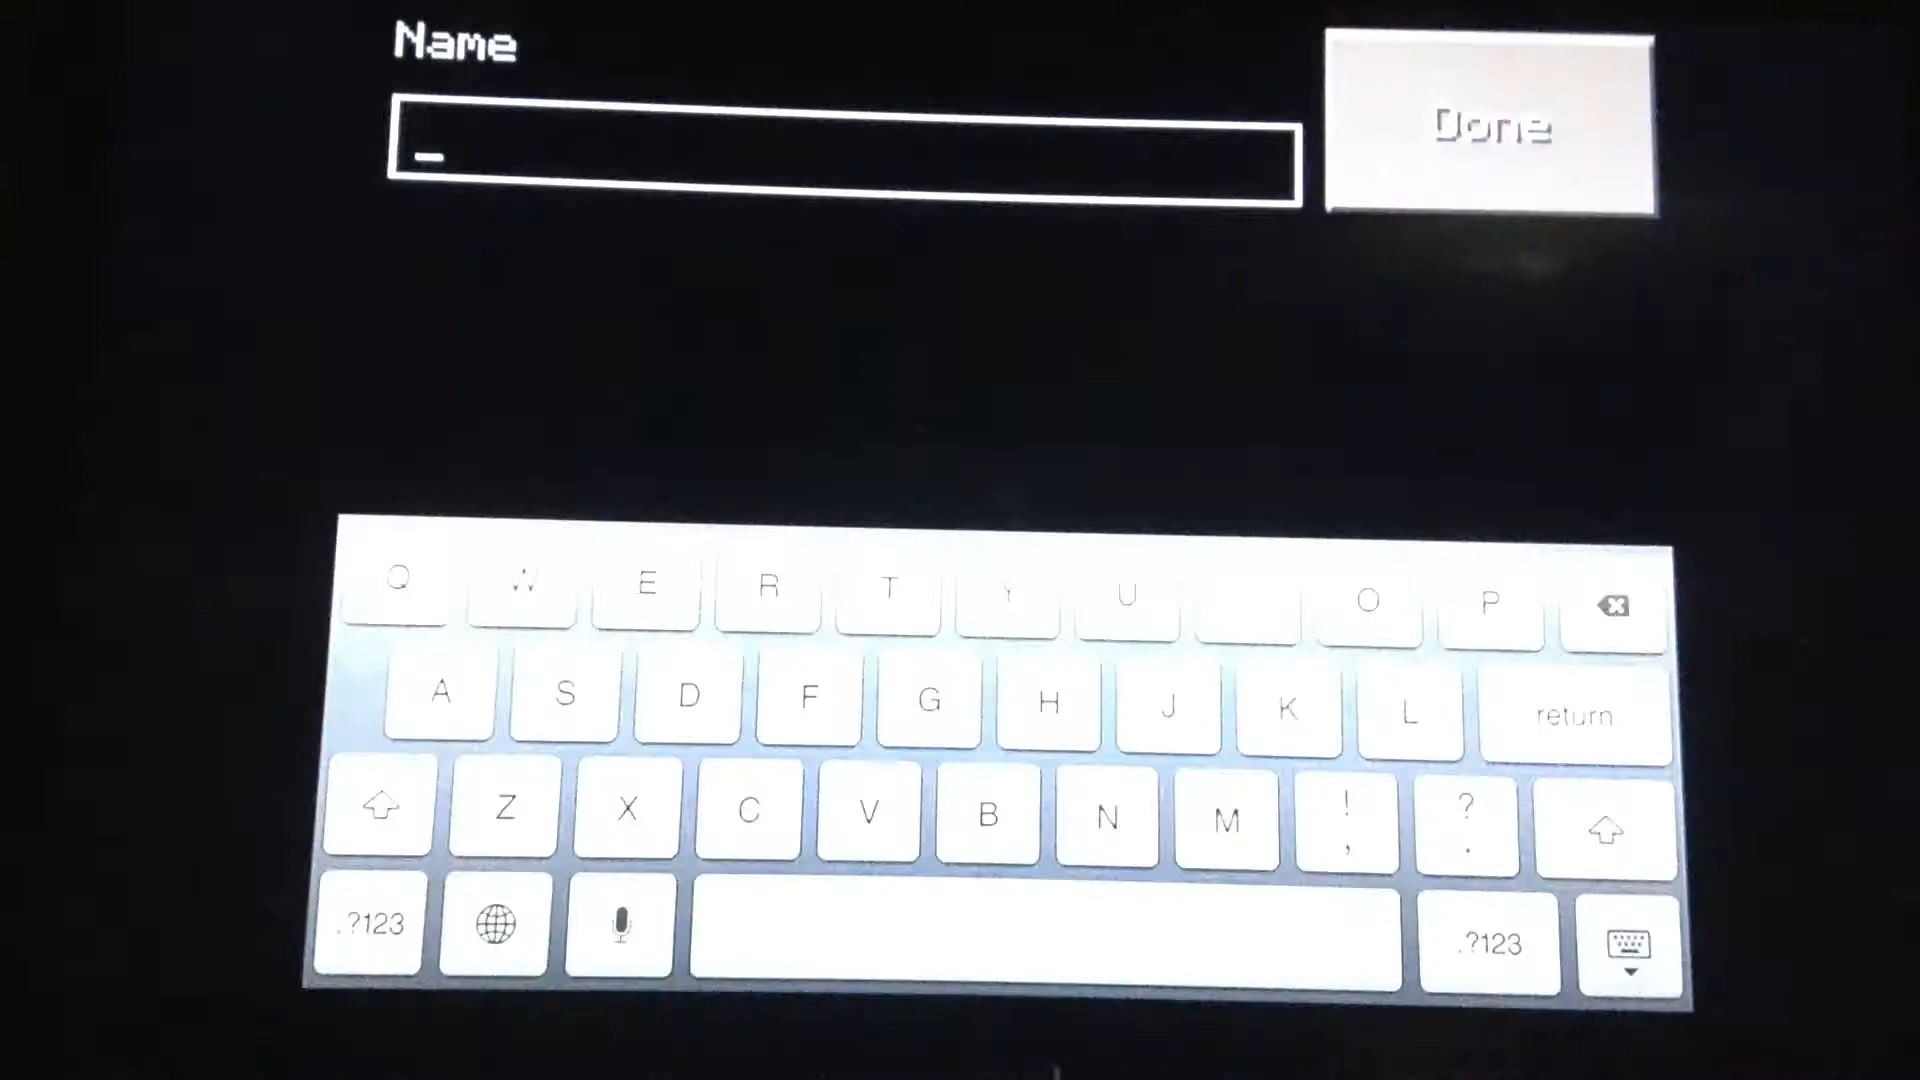 Name
_
Done
Q W E R T Y U O P
A S D F G H J K L return
Z X C V B N M ! , ? .
.?123 .?123